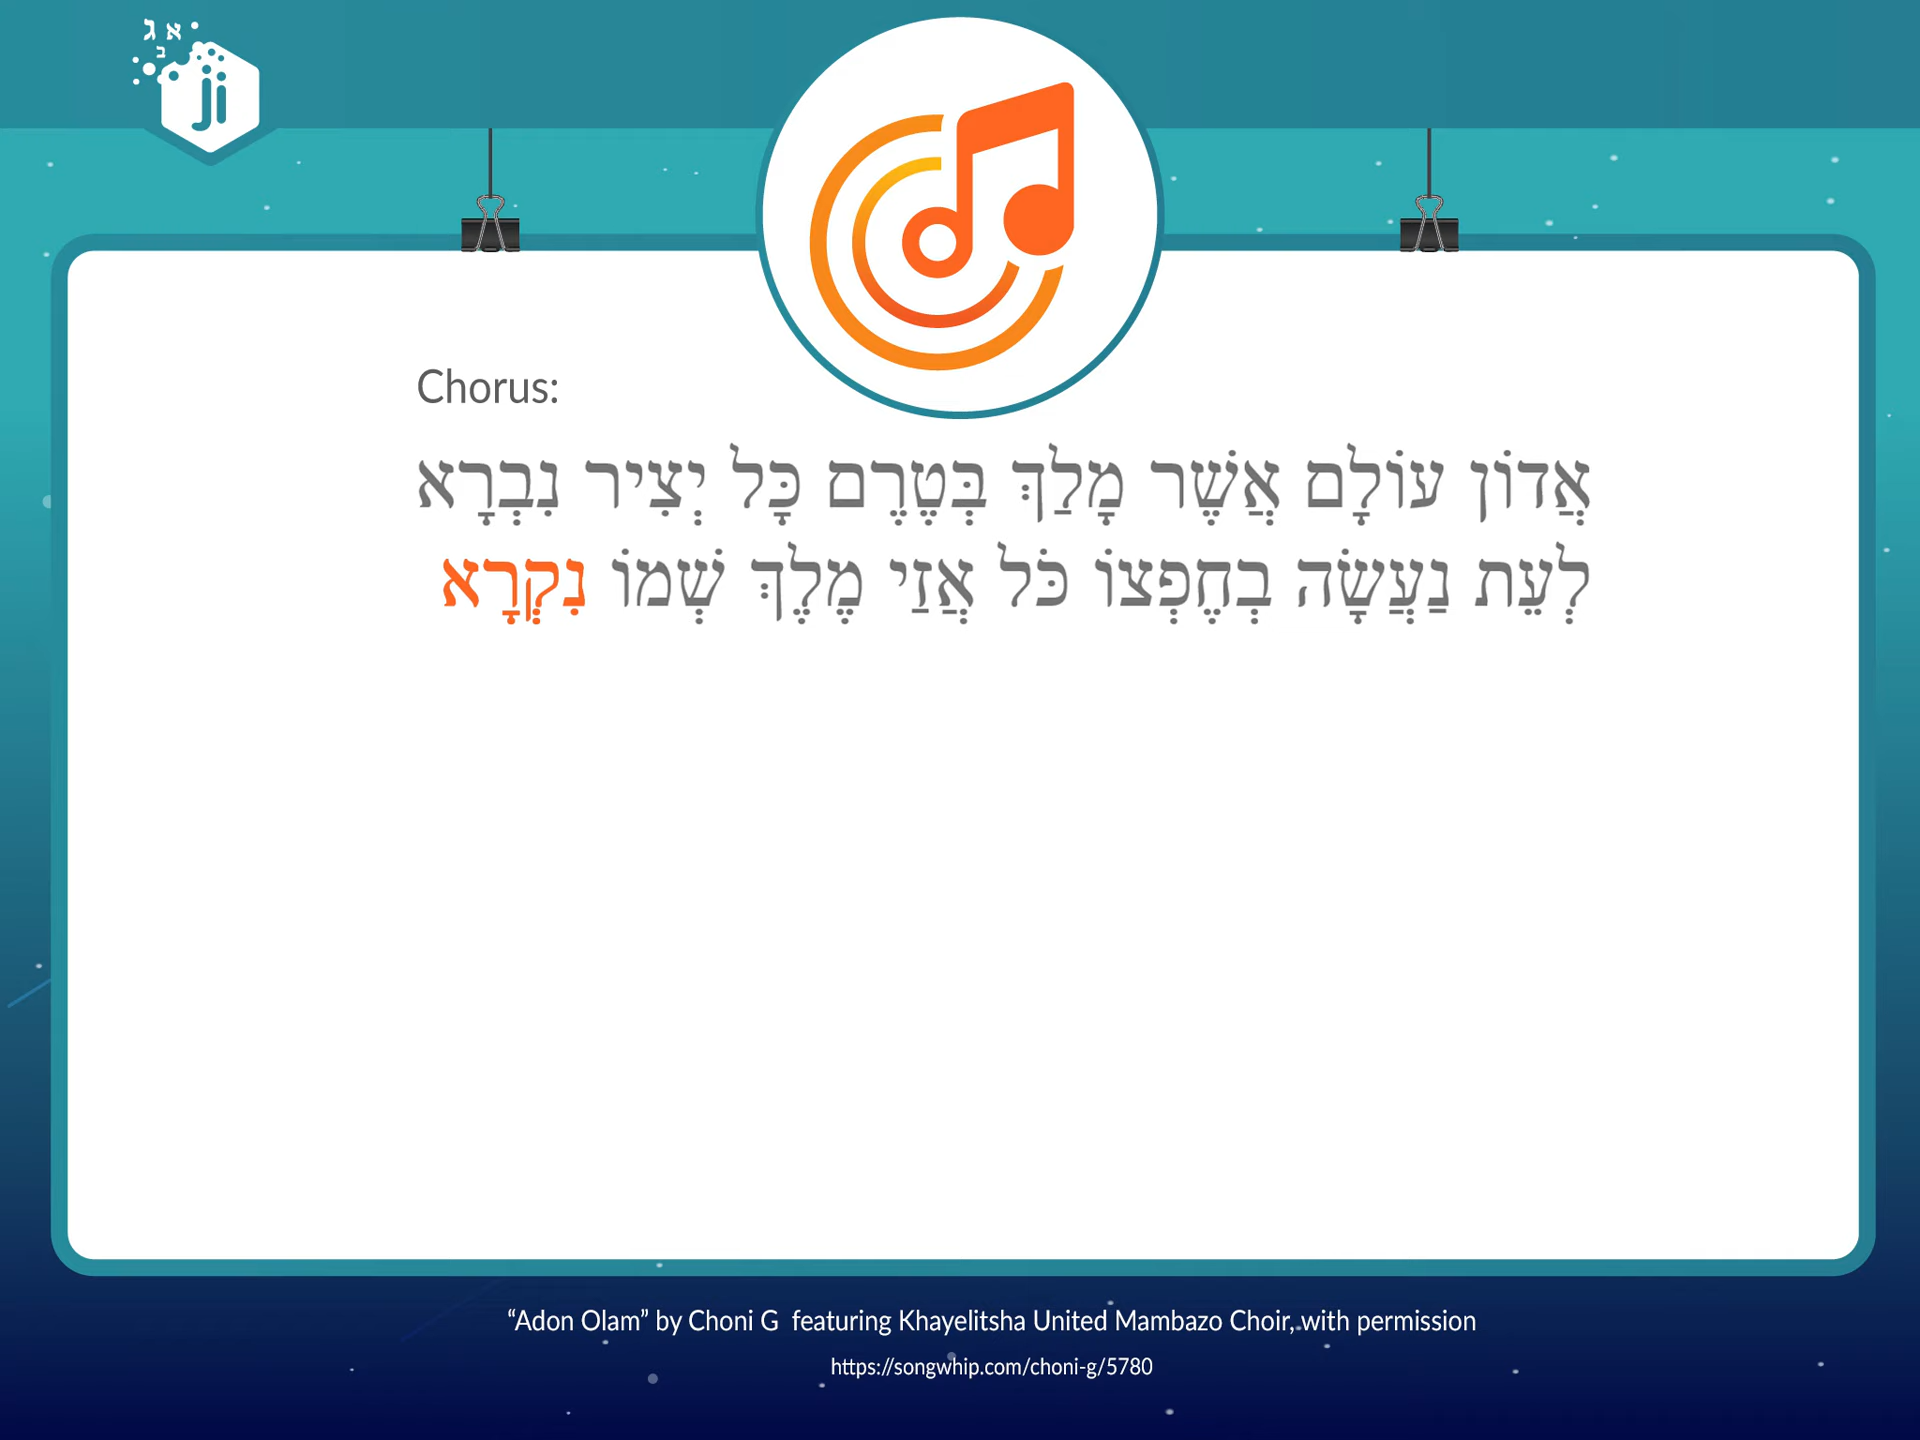 א ג
ב
ji
Chorus:
אֲדוֹן עוֹלָם אֲשֶׁר מָלַךְ בְּטֶרֶם כָּל יְצִיר נִבְרָא
לְעֵת נַעֲשָׂה בְחֶפְצוֹ כֹּל אֲזַי מֶלֶךְ שְׁמוֹ נִקְרָא
“Adon Olam” by Choni G featuring Khayelitsha United Mambazo Choir, with permission
https://songwhip.com/choni-g/5780